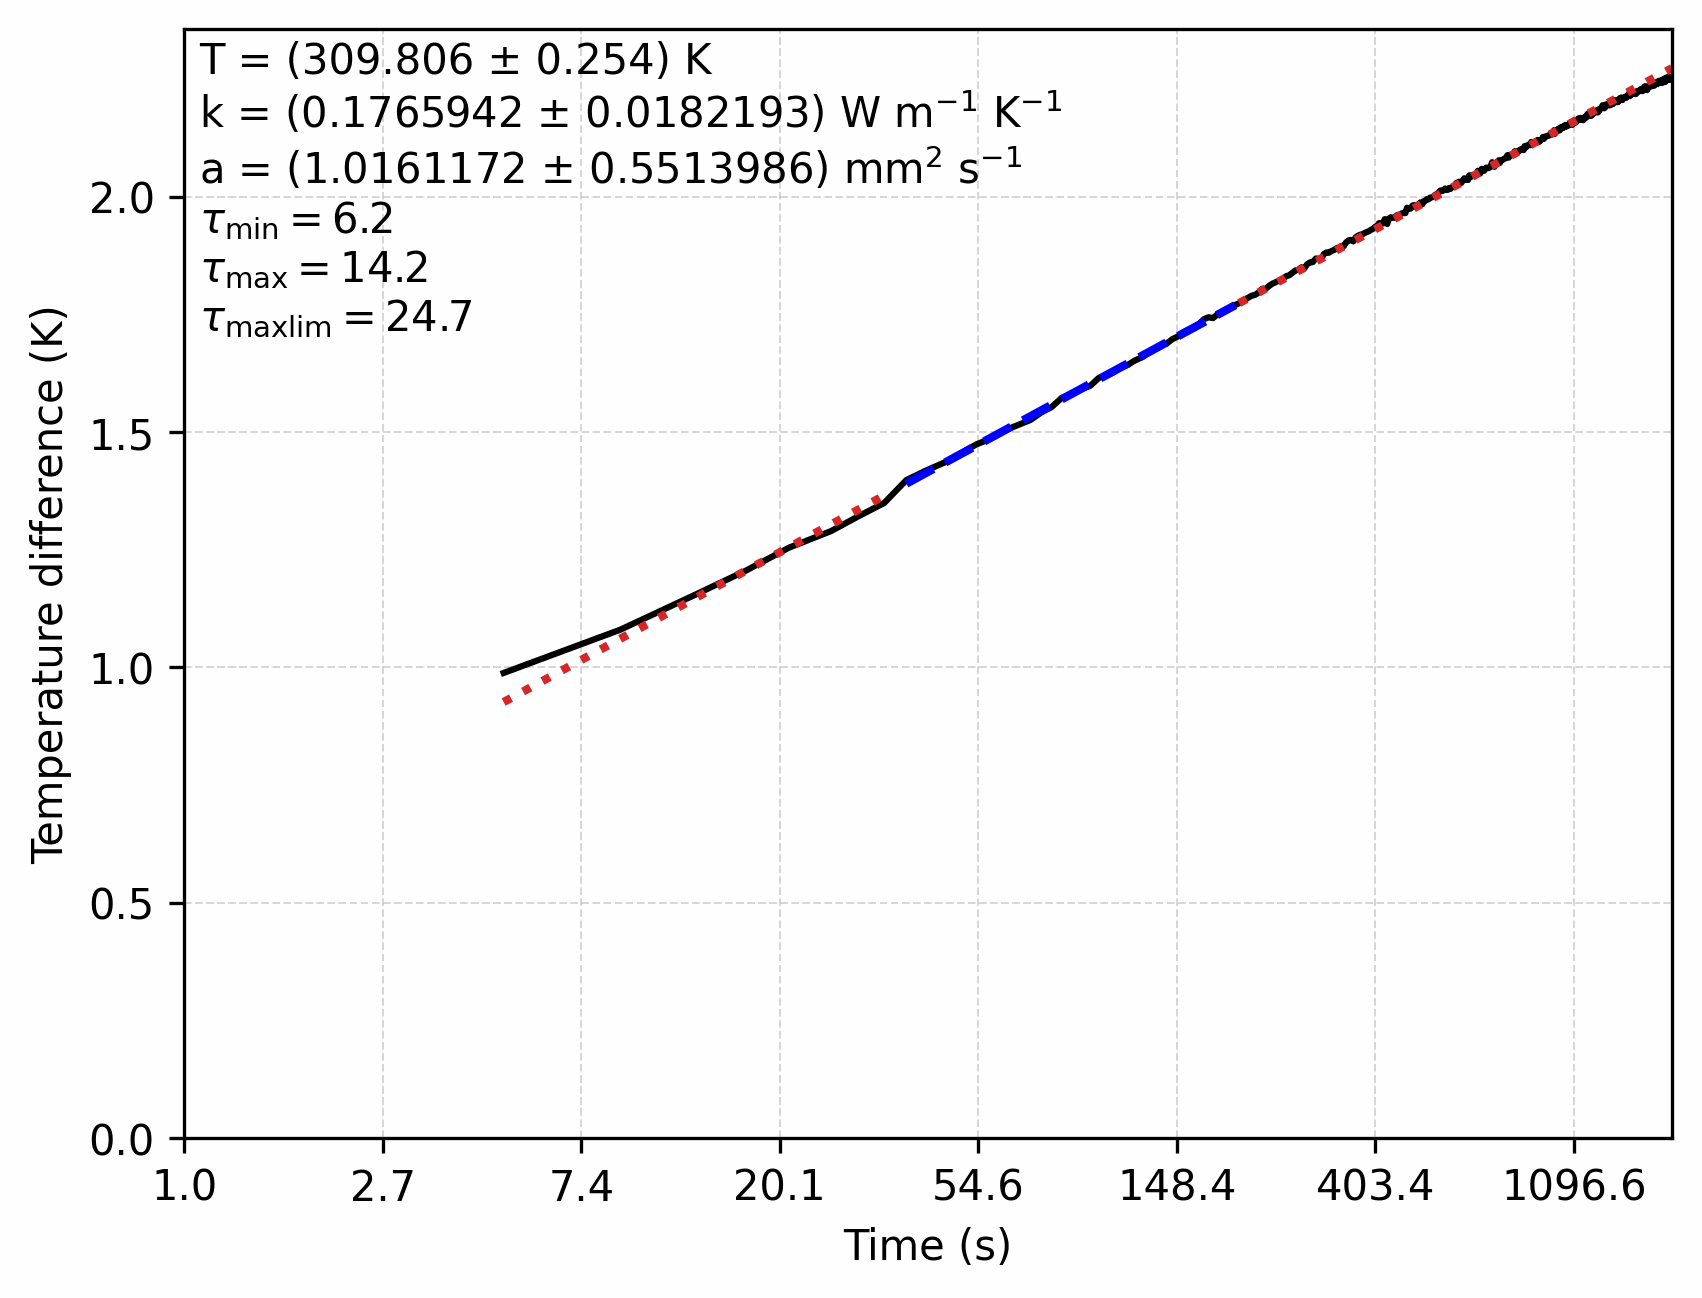 T = (309.806 ± 0.254) K
k = (0.1765942 ± 0.0182193) W m⁻¹ K⁻¹
a = (1.0161172 ± 0.5513986) mm² s⁻¹
τmin = 6.2
τmax = 14.2
τmaxlim = 24.7
Temperature difference (K)
2.0
1.5
1.0
0.5
0.0
1.0 2.7 7.4 20.1 54.6 148.4 403.4 1096.6
Time (s)